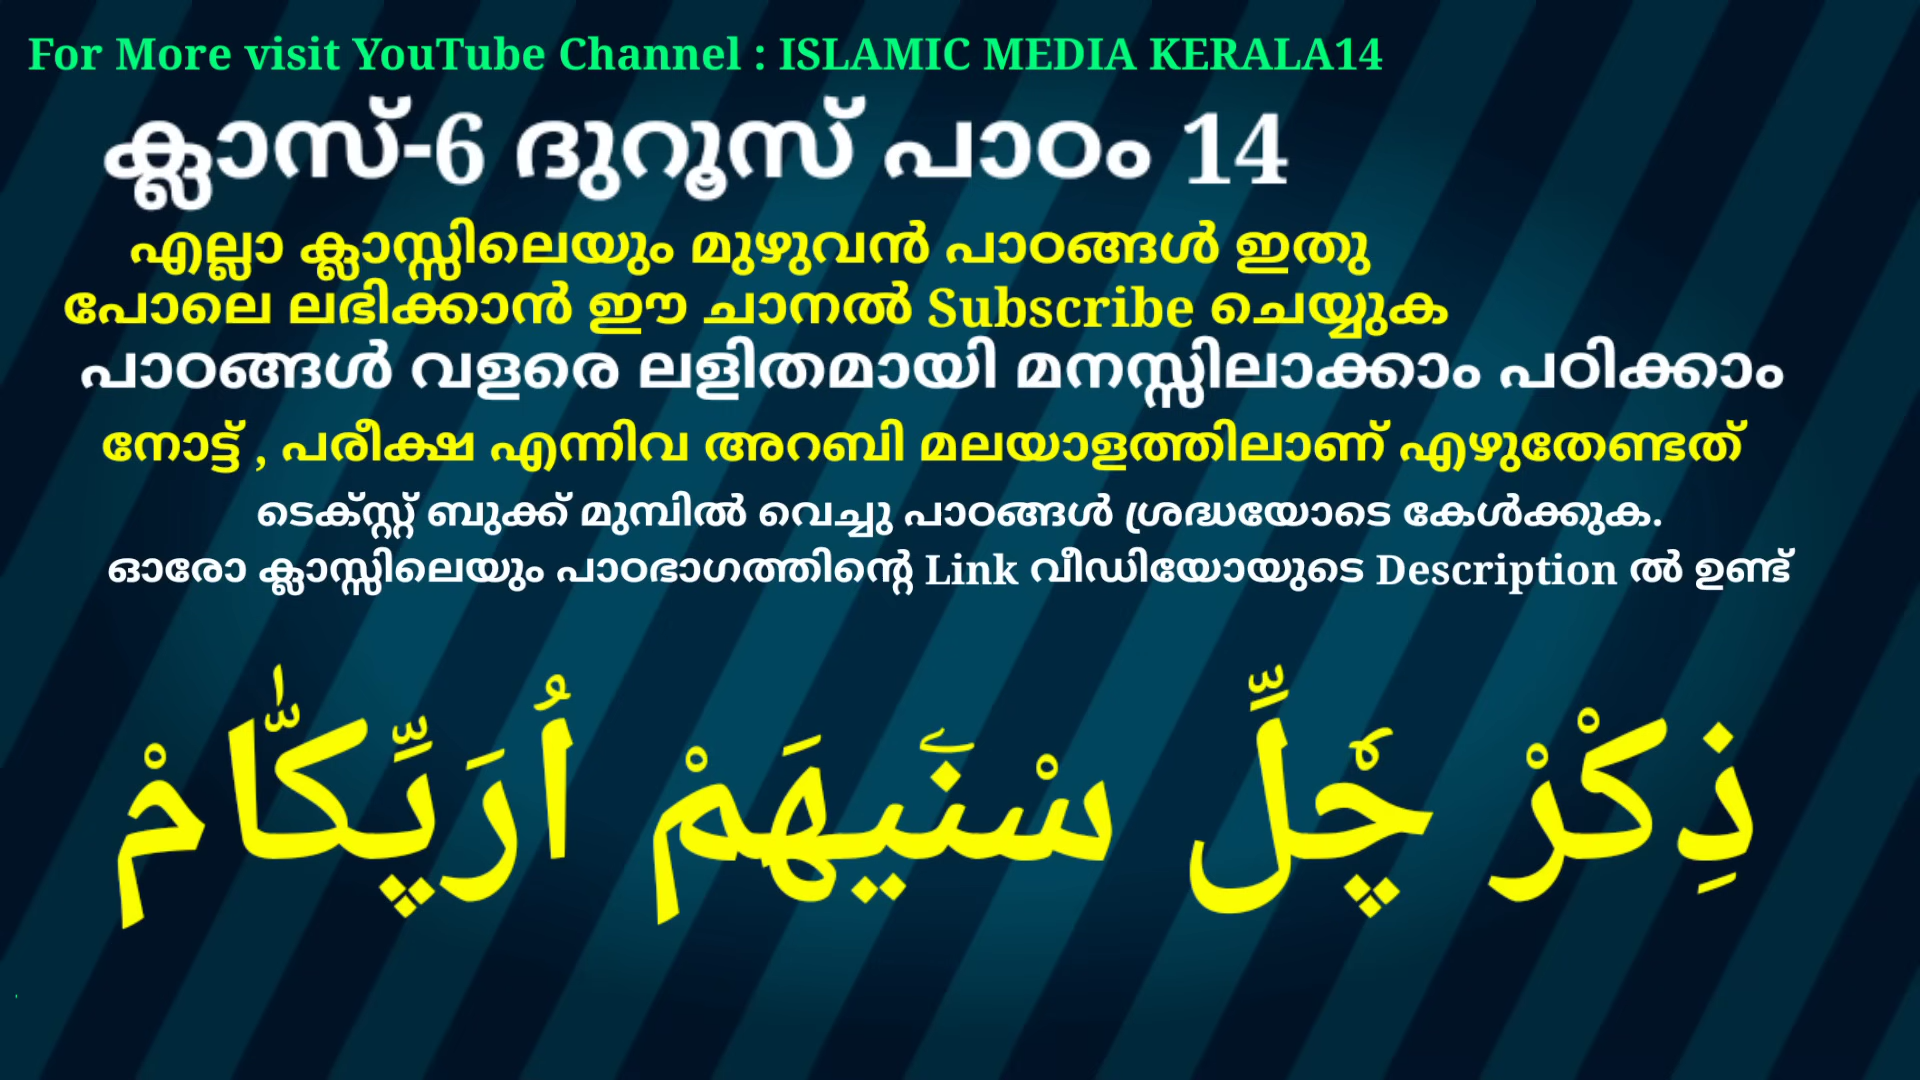 For More visit YouTube Channel : ISLAMIC MEDIA KERALA14
ക്ലാസ്-6 ദുറൂസ് പാഠം 14
എല്ലാ ക്ലാസ്സിലെയും മുഴുവൻ പാഠങ്ങൾ ഇതു
പോലെ ലഭിക്കാൻ ഈ ചാനൽ Subscribe ചെയ്യുക
പാഠങ്ങൾ വളരെ ലളിതമായി മനസ്സിലാക്കാം പഠിക്കാം
നോട്ട് , പരീക്ഷ എന്നിവ അറബി മലയാളത്തിലാണ് എഴുതേണ്ടത്
ടെക്സ്റ്റ് ബുക്ക് മുമ്പിൽ വെച്ചു പാഠങ്ങൾ ശ്രദ്ധയോടെ കേൾക്കുക.
ഓരോ ക്ലാസ്സിലെയും പാഠഭാഗത്തിന്റെ Link വീഡിയോയുടെ Description ൽ ഉണ്ട്
ذِكْرْ چٗلِّ سْنٓيهَمْ أُرَپِّكّٰامْ